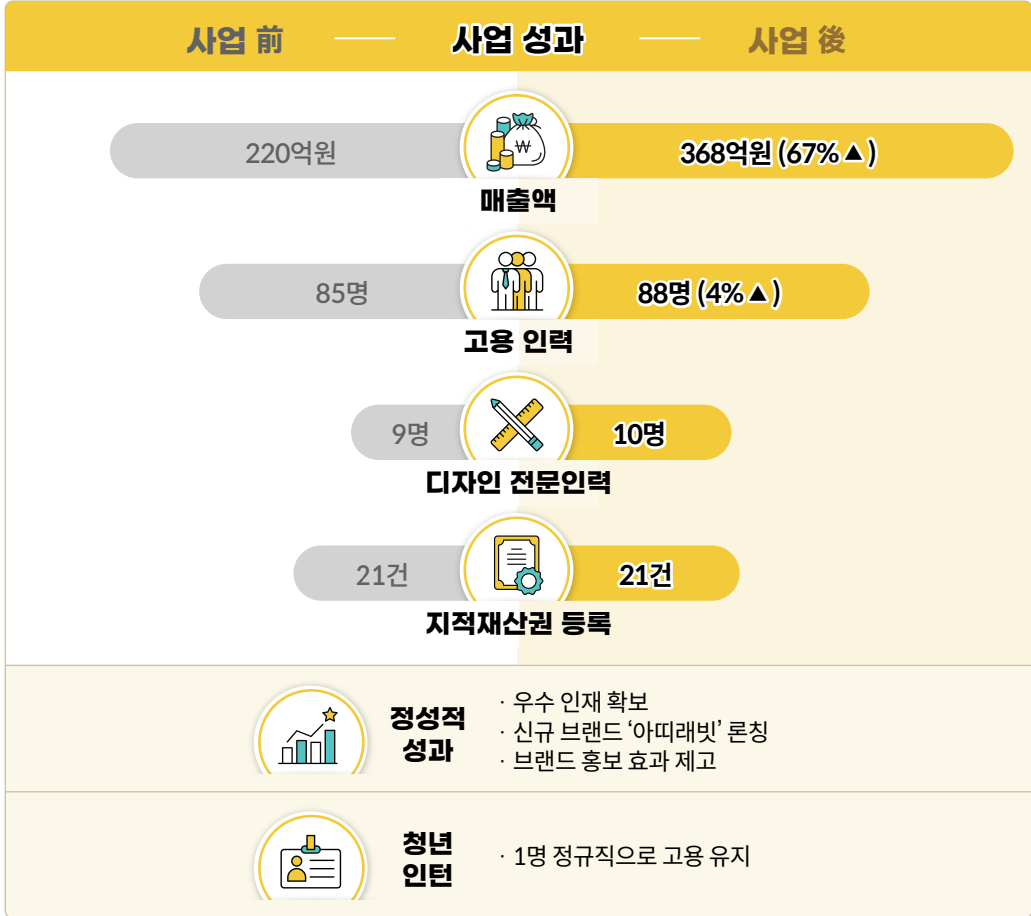 사업 前 사업 성과 사업 後
₩
220억원 368억원 (67%▲)
매출액
85명 88명 (4%▲)
고용 인력
9명 10명
디자인 전문인력
21건 21건
지적재산권 등록
정성적
성과
· 우수 인재 확보
· 신규 브랜드 ‘아띠래빗’ 론칭
· 브랜드 홍보 효과 제고
청년
인턴
· 1명 정규직으로 고용 유지